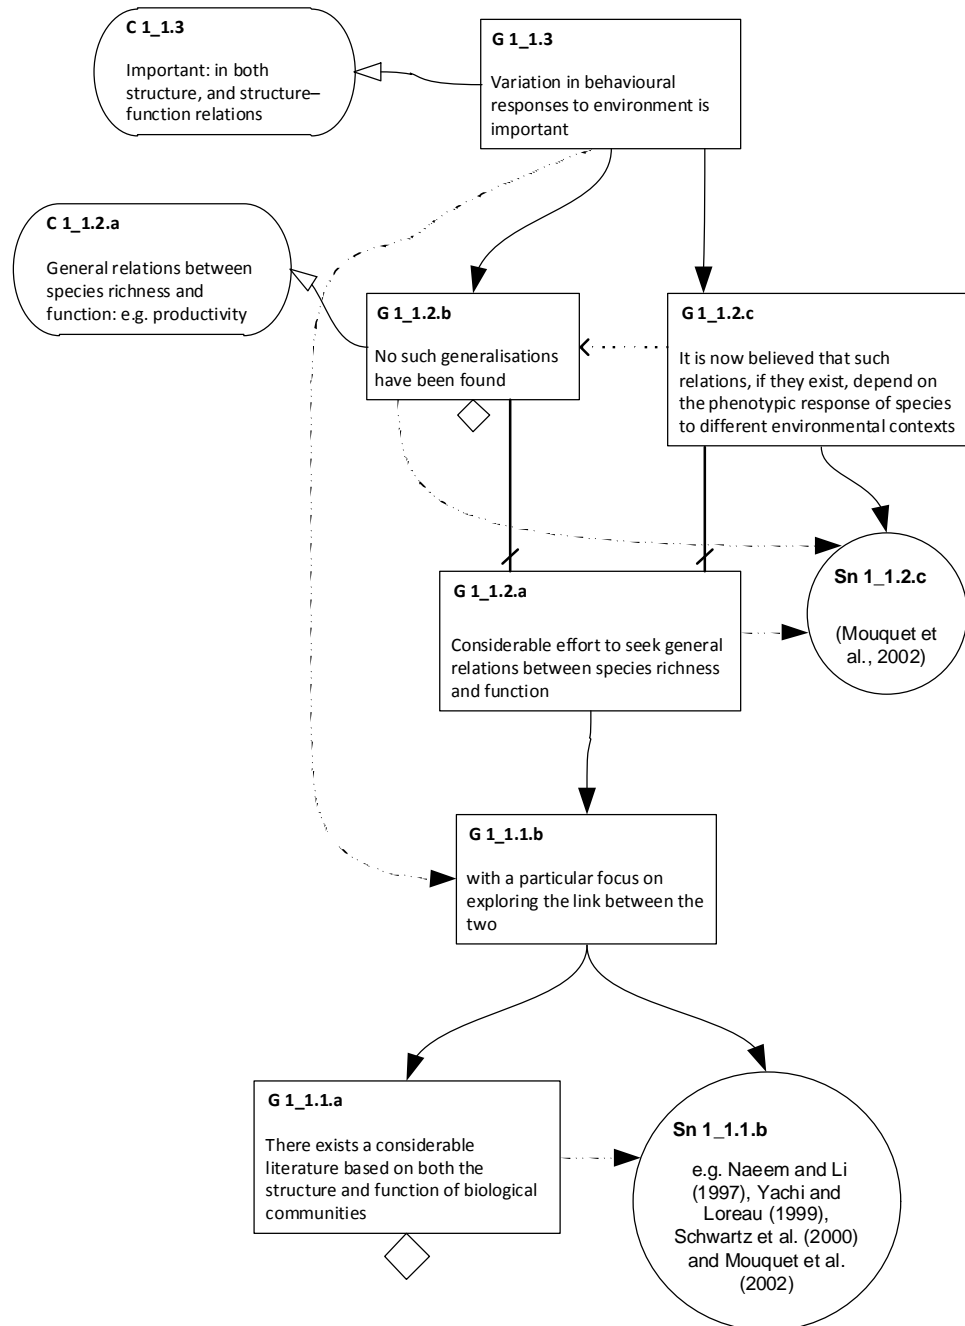 C 1_1.3
Important: in both
structure, and structure–
function relations
G 1_1.3
Variation in behavioural
responses to environment is
important
C 1_1.2.a
General relations between
species richness and
function: e.g. productivity
G 1_1.2.b
No such generalisations
have been found
G 1_1.2.c
It is now believed that such
relations, if they exist, depend on
the phenotypic response of species
to different environmental contexts
Sn 1_1.2.c
(Mouquet et
al., 2002)
G 1_1.2.a
Considerable effort to seek general
relations between species richness
and function
G 1_1.1.b
with a particular focus on
exploring the link between the
two
G 1_1.1.a
There exists a considerable
literature based on both the
structure and function of biological
communities
Sn 1_1.1.b
e.g. Naeem and Li
(1997), Yachi and
Loreau (1999),
Schwartz et al. (2000)
and Mouquet et al.
(2002)